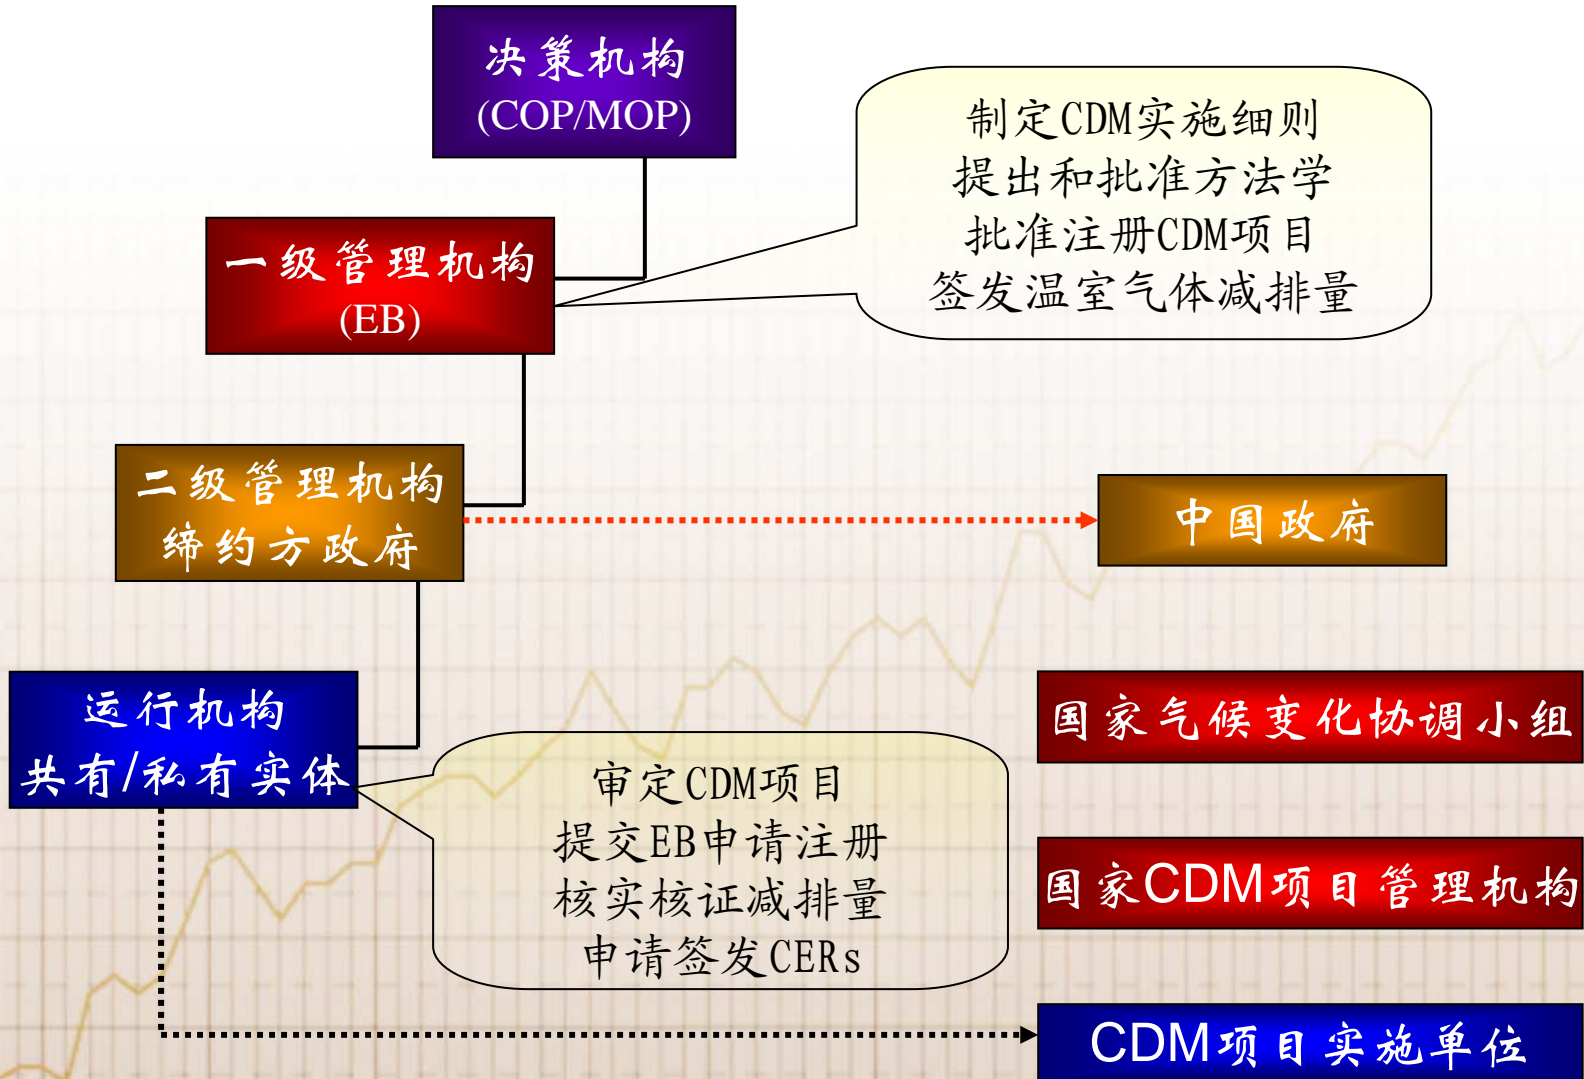 决策机构
(COP/MOP)
制定CDM实施细则
提出和批准方法学
批准注册CDM项目
签发温室气体减排量
一级管理机构
(EB)
二级管理机构
缔约方政府
中国政府
运行机构
共有/私有实体
审定CDM项目
提交EB申请注册
核实核证减排量
申请签发CERs
国家气候变化协调小组
国家CDM项目管理机构
CDM项目实施单位